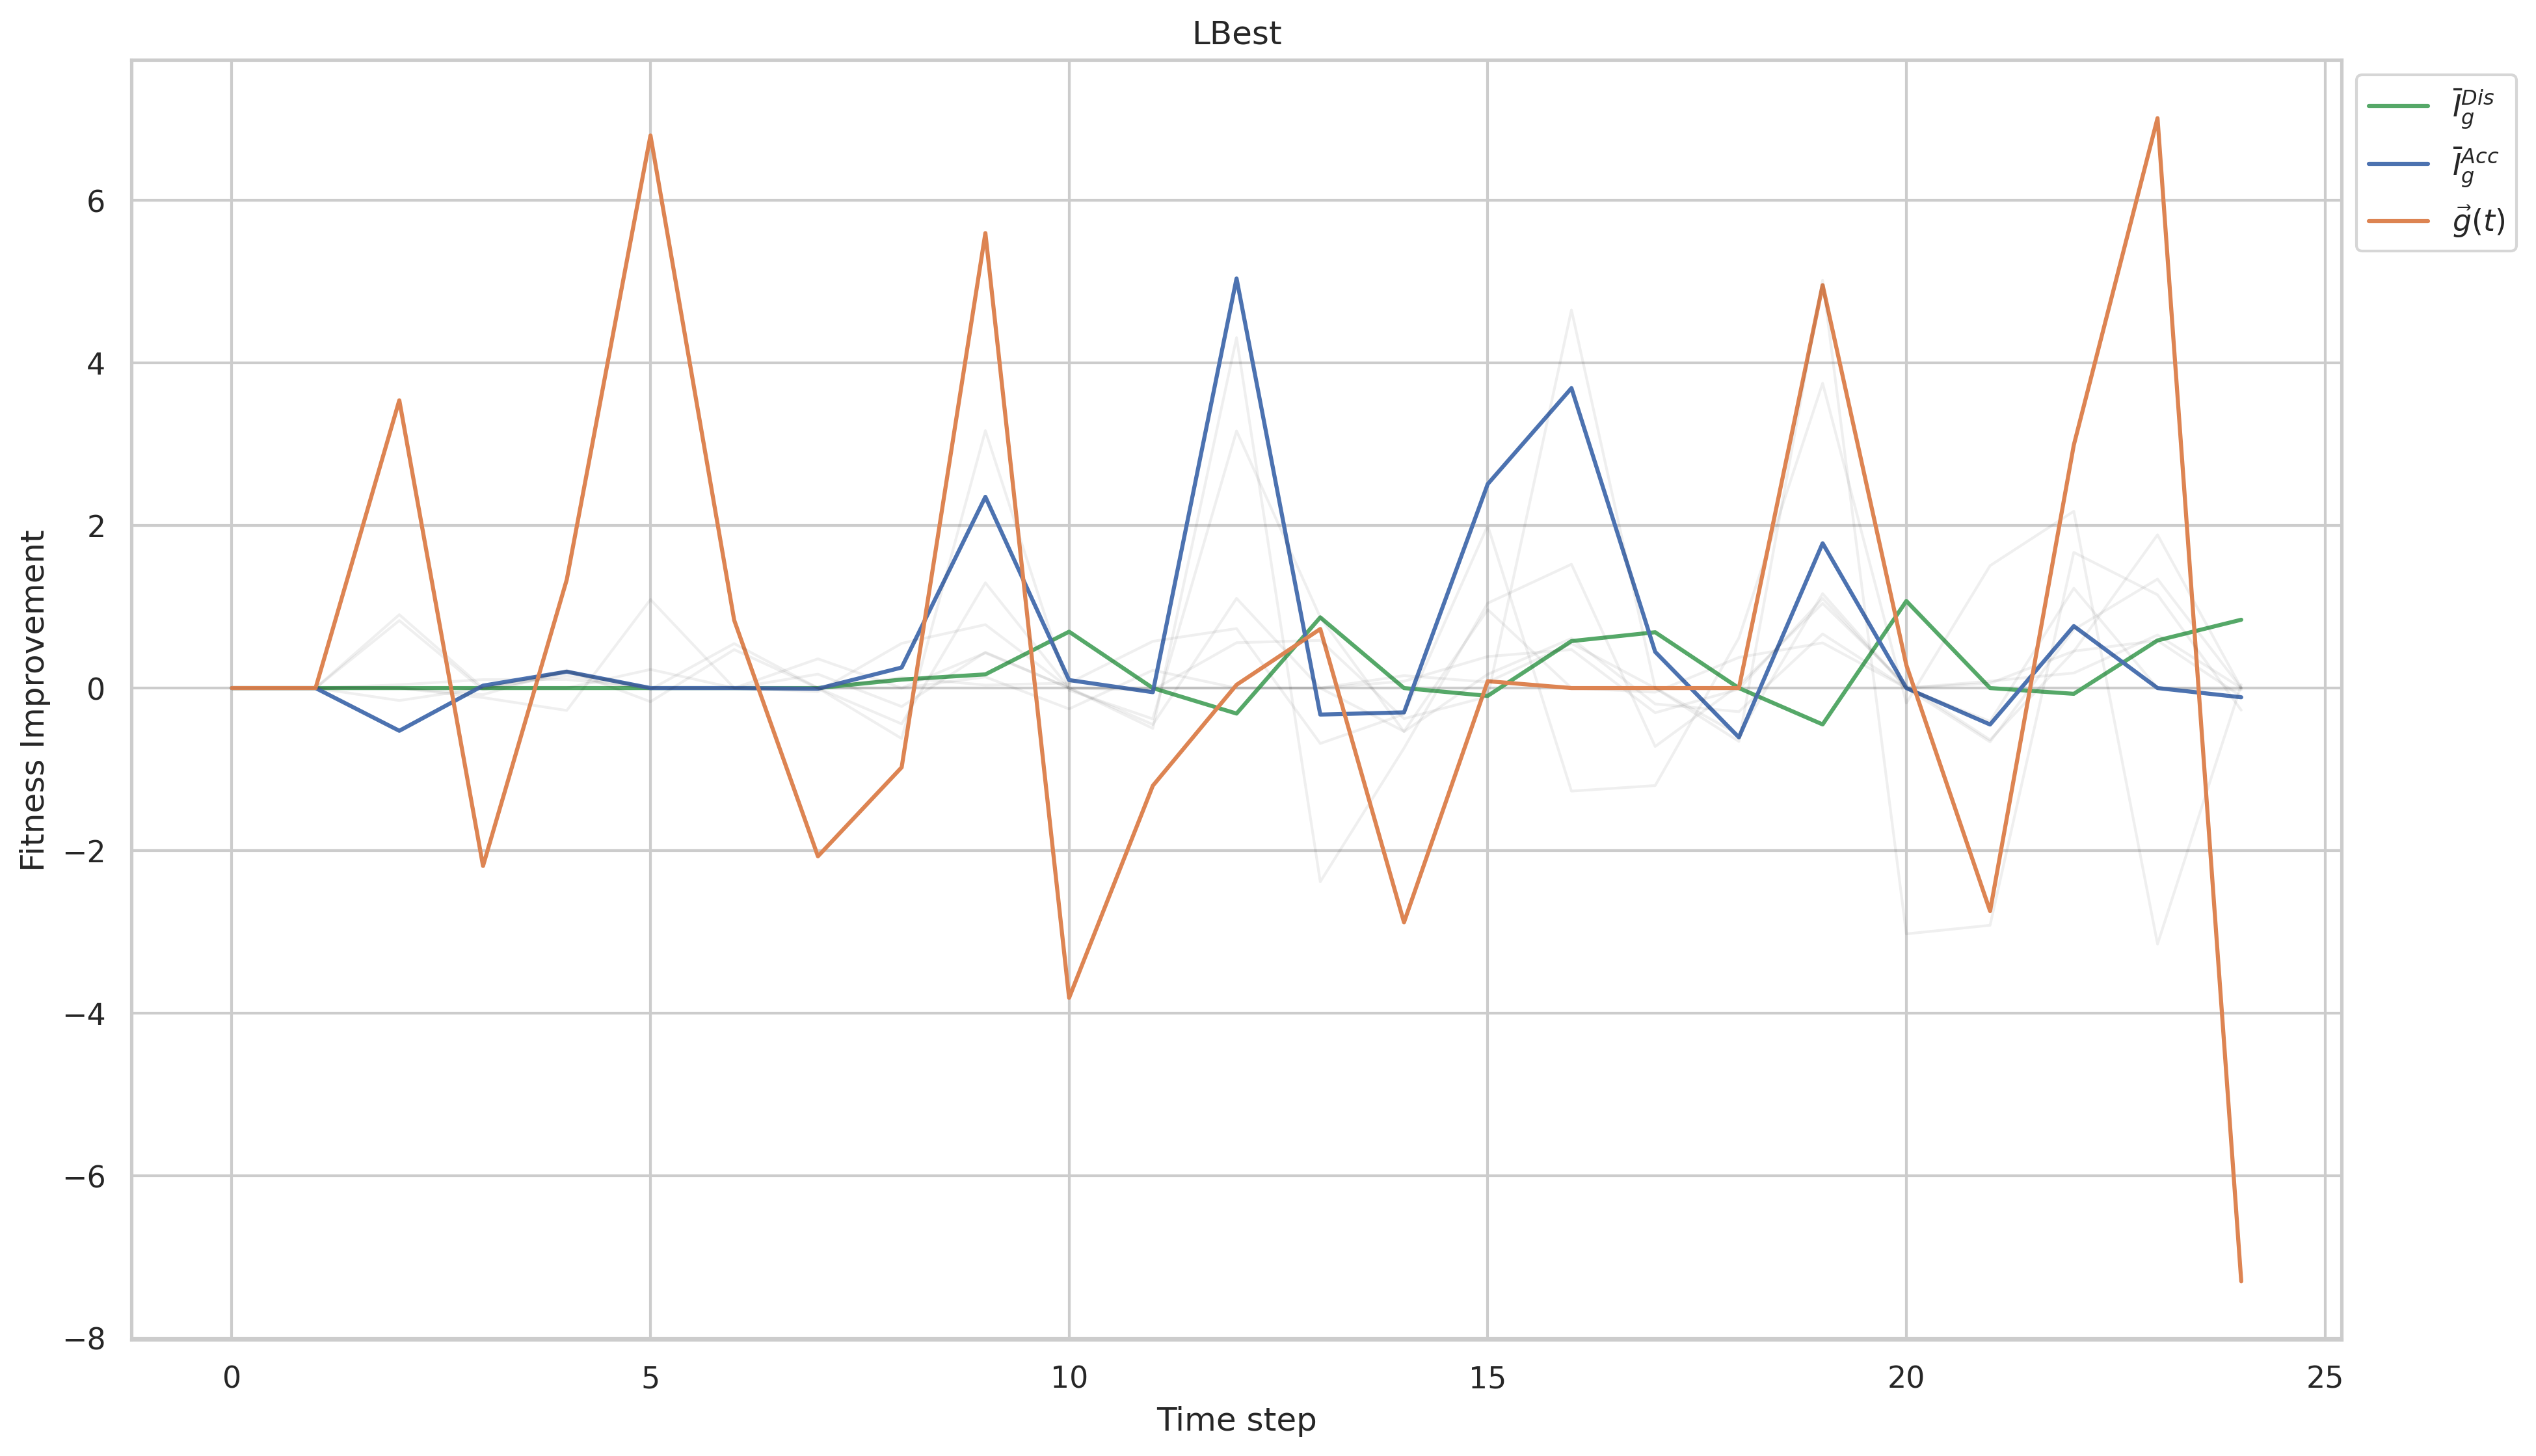 LBest
Fitness Improvement
6
4
2
0
−2
−4
−6
−8
0 5 10 15 20 25
Time step
Ī_g^{Dis}
Ī_g^{Acc}
g⃗(t)